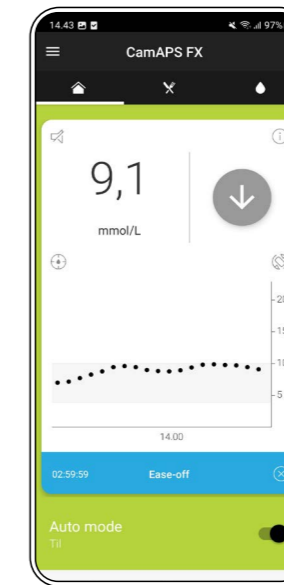 14.43 97%
CamAPS FX
9,1
mmol/L
20
15
10
5
14.00
02:59:59 Ease-off
Auto mode
Til